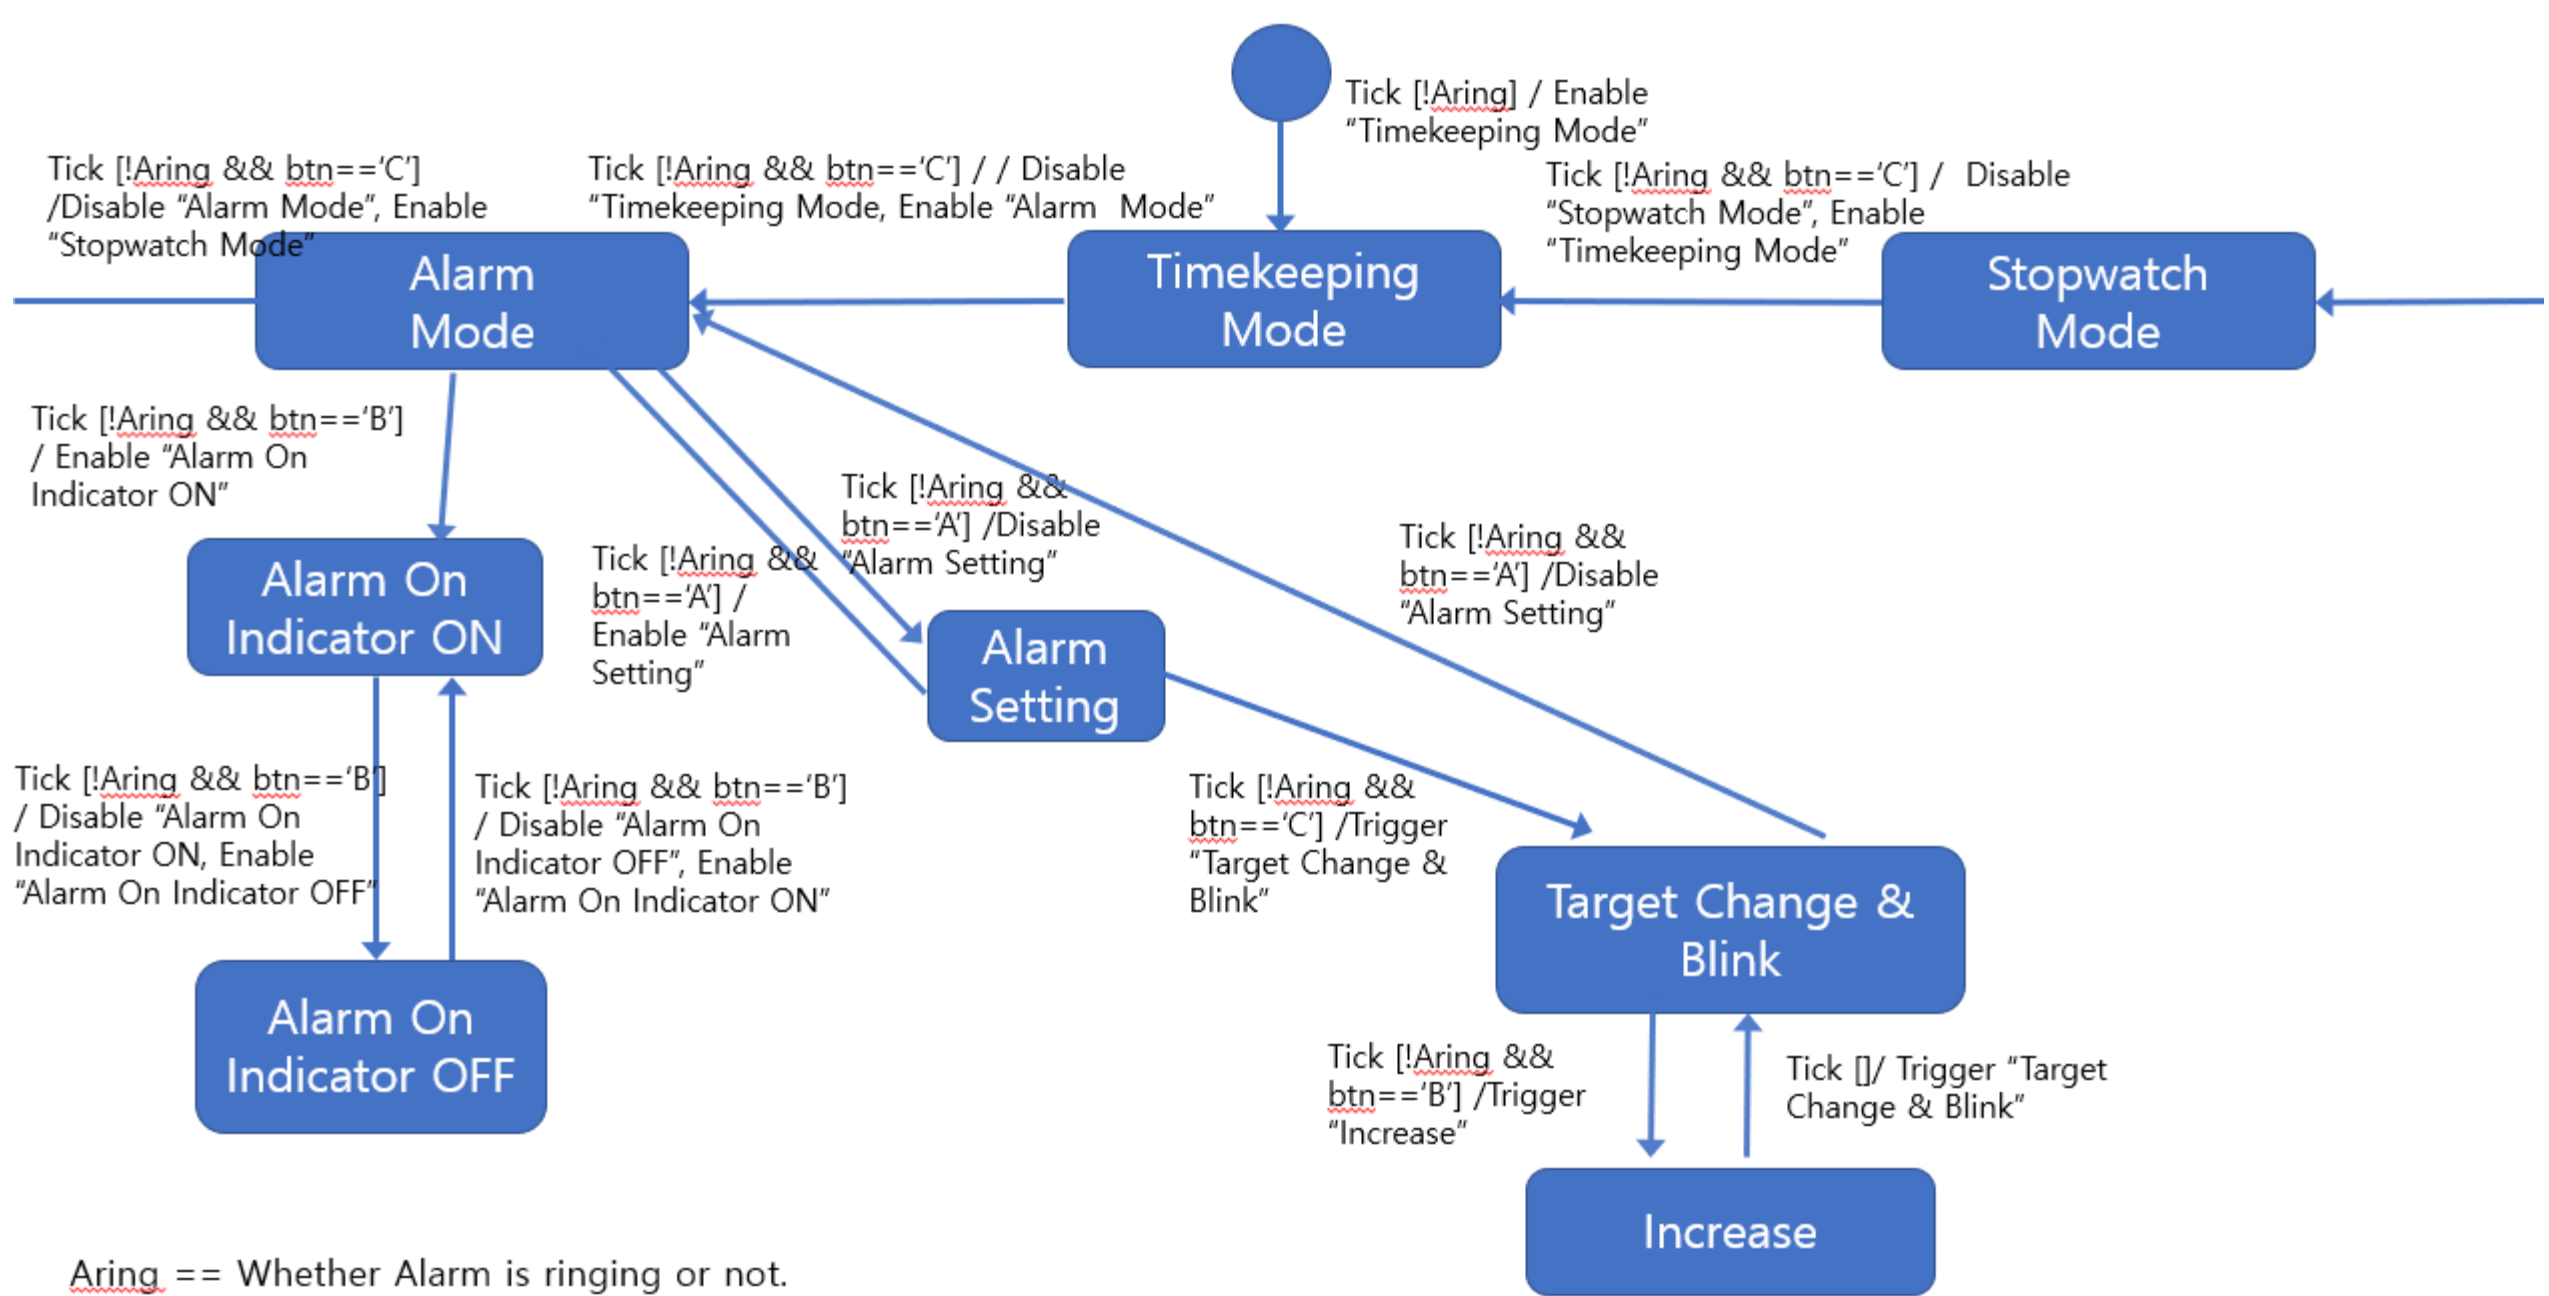 Tick [!Aring] / Enable
“Timekeeping Mode”
Tick [!Aring && btn==‘C’]
/Disable “Alarm Mode”, Enable
“Stopwatch Mode”
Tick [!Aring && btn==‘C’] / / Disable
“Timekeeping Mode, Enable “Alarm  Mode”
Tick [!Aring && btn==‘C’] /  Disable
“Stopwatch Mode”, Enable
“Timekeeping Mode”
Alarm
Mode
Timekeeping
Mode
Stopwatch
Mode
Tick [!Aring && btn==‘B’]
/ Enable “Alarm On
Indicator ON”
Tick [!Aring &&
btn==‘A’] /Disable
“Alarm Setting”
Tick [!Aring &&
btn==‘A’] /
Enable “Alarm
Setting”
Tick [!Aring &&
btn==‘A’] /Disable
“Alarm Setting”
Alarm On
Indicator ON
Alarm
Setting
Tick [!Aring && btn==‘B’]
/ Disable “Alarm On
Indicator ON, Enable
“Alarm On Indicator OFF”
Tick [!Aring && btn==‘B’]
/ Disable “Alarm On
Indicator OFF”, Enable
“Alarm On Indicator ON”
Tick [!Aring &&
btn==‘C’] /Trigger
“Target Change &
Blink”
Target Change &
Blink
Alarm On
Indicator OFF
Tick [!Aring &&
btn==‘B’] /Trigger
“Increase”
Tick []/ Trigger “Target
Change & Blink”
Increase
Aring == Whether Alarm is ringing or not.